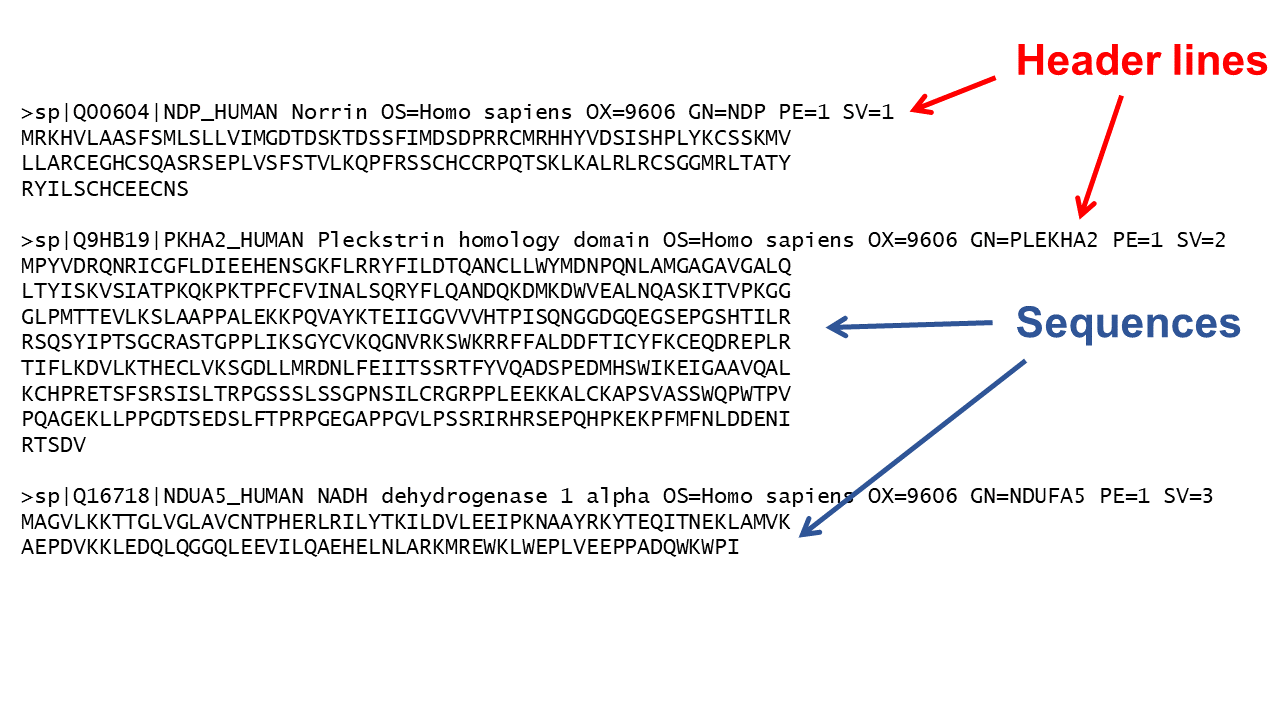 Header lines
>sp|Q00604|NDP_HUMAN Norrin OS=Homo sapiens OX=9606 GN=NDP PE=1 SV=1
MRKHVLAASFSMLSLLVIMGDTDSKTDSSFIMDSDPRRCMRHHYVDSISHPLYKCSSKMV
LLARCEGHCSQASRSEPLVSFSTVLKQPFRSSCHCCRPQTSKLKALRLRCSGGMRLTATY
RYILSCHCEECNS
>sp|Q9HB19|PKHA2_HUMAN Pleckstrin homology domain OS=Homo sapiens OX=9606 GN=PLEKHA2 PE=1 SV=2
MPYVDRQNRICGFLDIEEHENSGKFLRRYFILDTQANCLLWYMDNPQNLAMGAGAVGALQ
LTYISKVSIATPKQKPKTPFCFVINALSQRYFLQANDQKDMKDWVEALNQASKITVPKGG
GLPMTTEVLKSLAAPPALEKKPQVAYKTEIIGGVVVHTPISQNGGDGQEGSEPGSHTILR
RSQSYIPTSGCRASTGPPLIKSGYCVKQGNVRKSWKRRFFALDDFTICYFKCEQDREPLR
TIFLKDVLKTHECLVKSGDLLMRDNLFEIITSSRTFYVQADSPEDMHSWIKEIGAAVQAL
KCHPRETSFSRSISLTRPGSSSLSSGPNSILCRGRPPLEEKKALCKAPSVASSWQPWTPV
PQAGEKLLPPGDTSEDSLFTPRPGEGAPPGVLPSSRIRHRSEPQHPKEKPFMFNLDDENI
RTSDV
Sequences
>sp|Q16718|NDUA5_HUMAN NADH dehydrogenase 1 alpha OS=Homo sapiens OX=9606 GN=NDUFA5 PE=1 SV=3
MAGVLKKTTGLVGLAVCNTPHERLRILYTKILDVLEEIPKNAAYRKYTEQITNEKLAMVK
AEPDVKKLEDQLQGGQLEEVILQAEHELNLARKMREWKLWEPLVEEPPADQWKWPI